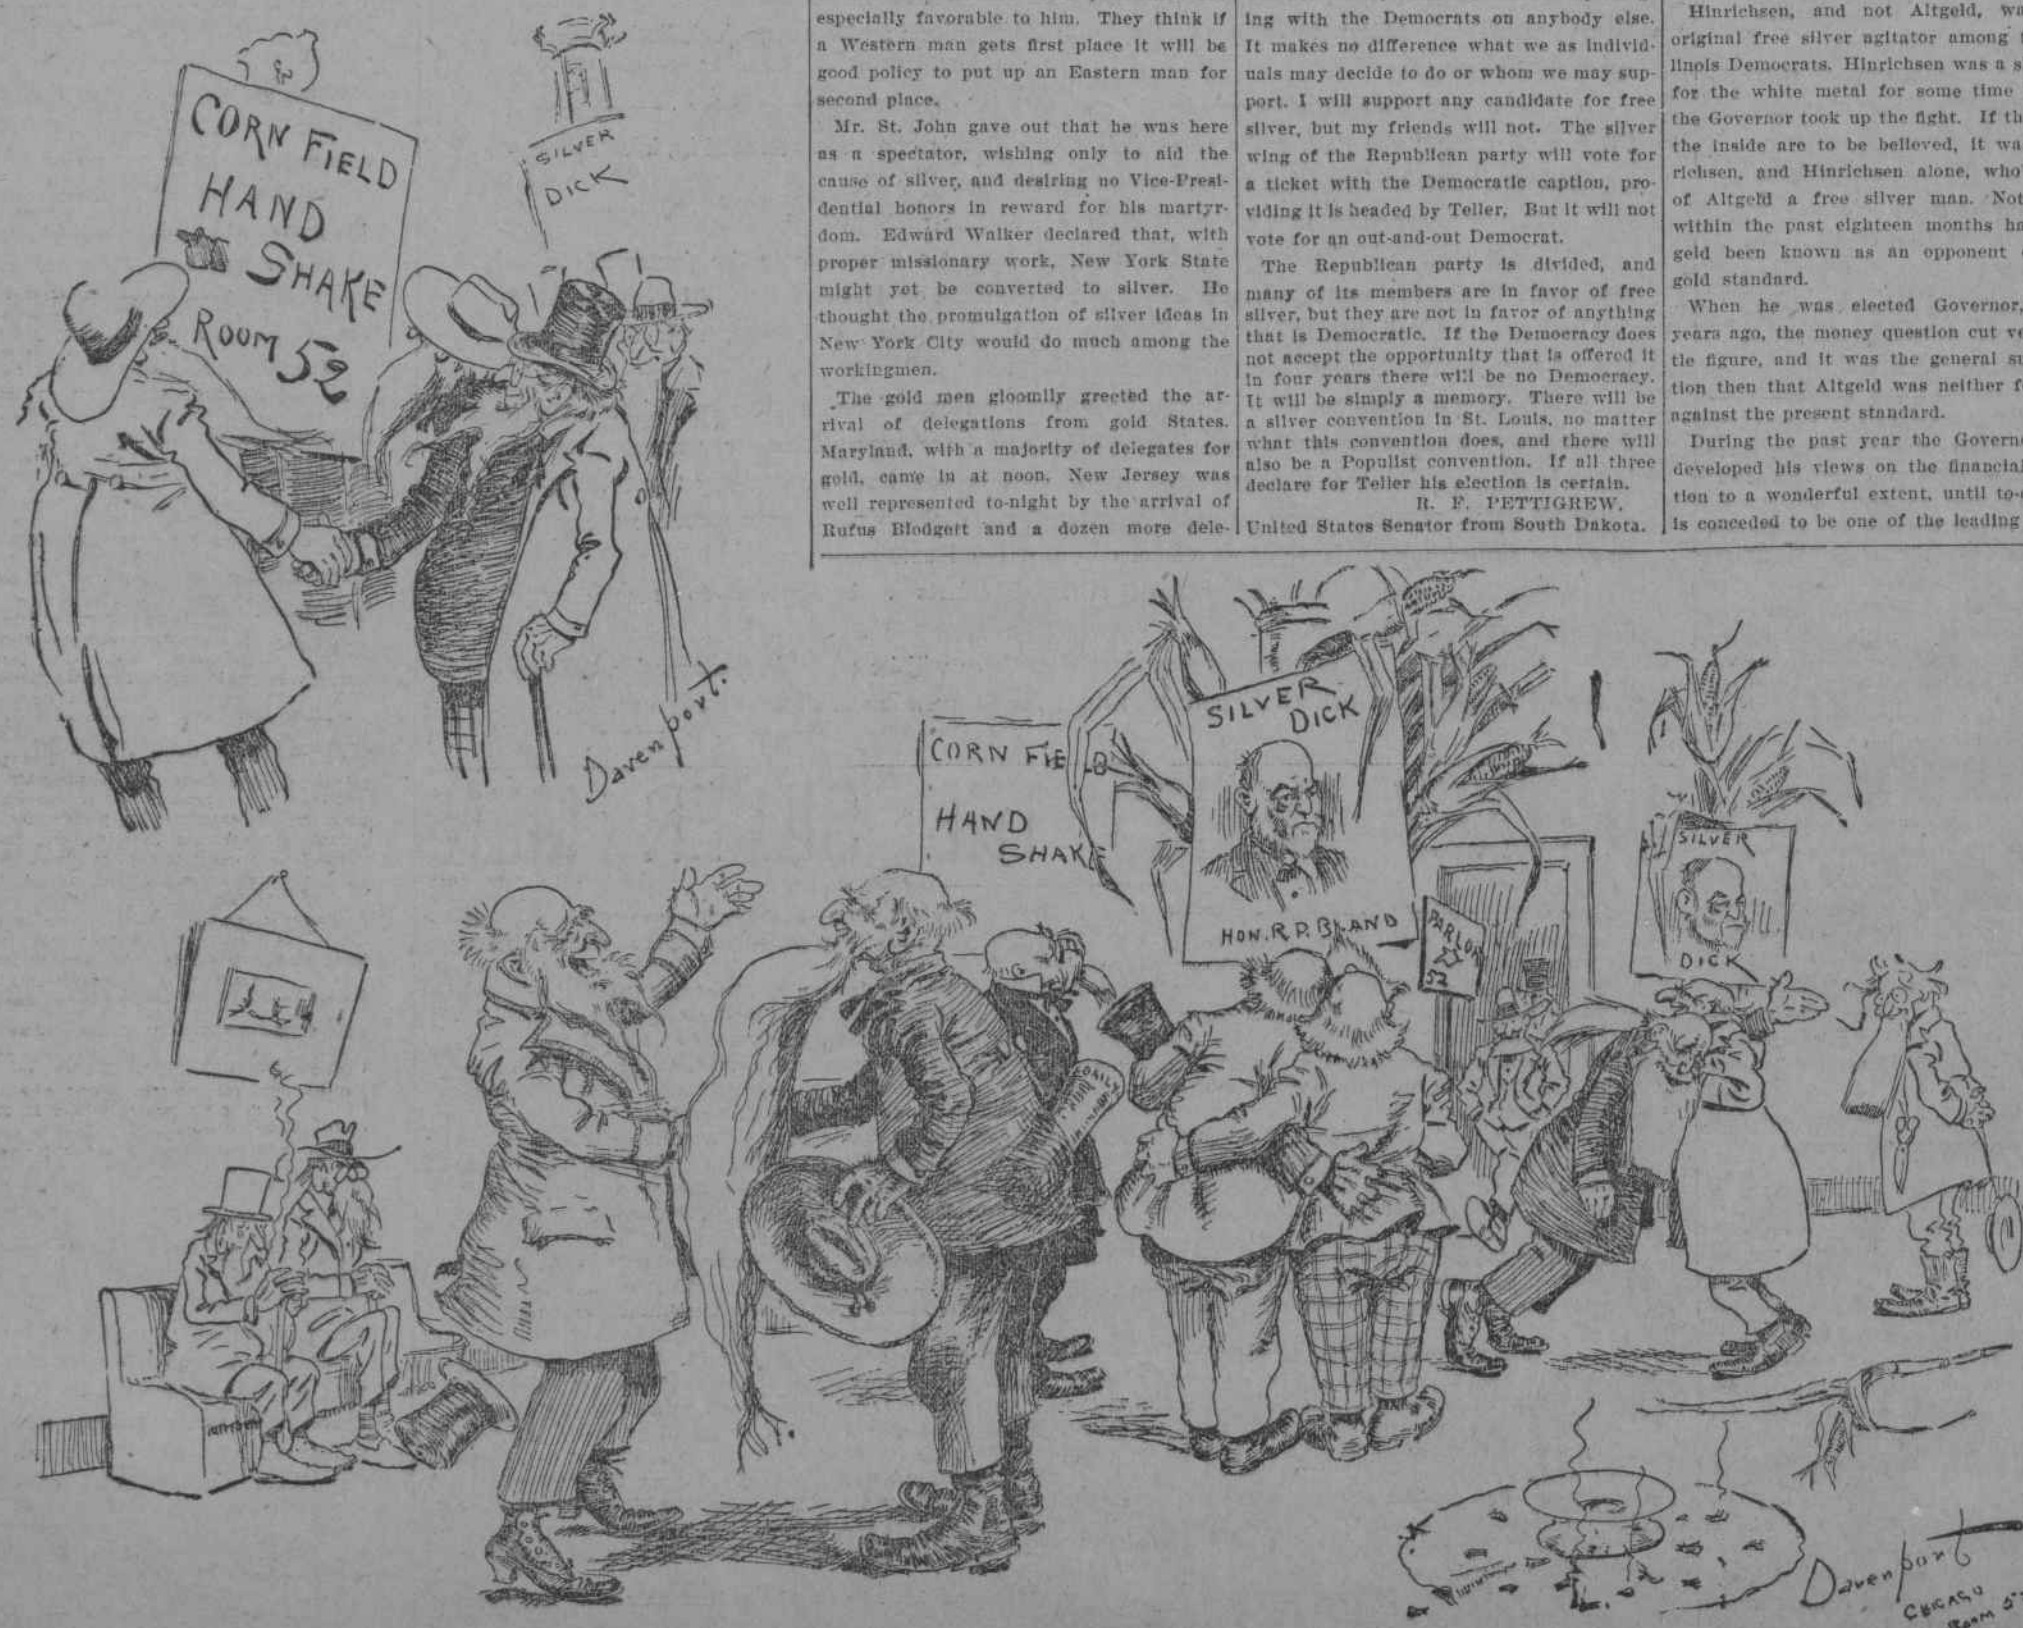 CORN FIELD
HAND
SHAKE
ROOM 52
SILVER
DICK
Davenport.
especially favorable to him. They think if
a Western man gets first place it will be
good policy to put up an Eastern man for
second place.
Mr. St. John gave out that he was here
as a spectator, wishing only to aid the
cause of silver, and desiring no Vice-Presi-
dential honors in reward for his martyr-
dom. Edward Walker declared that, with
proper missionary work, New York State
might yet be converted to silver. He
thought the promulgation of silver ideas in
New York City would do much among the
workingmen.
The gold men gloomily greeted the ar-
rival of delegations from gold States.
Maryland, with a majority of delegates for
gold, came in at noon. New Jersey was
well represented to-night by the arrival of
Rufus Blodgett and a dozen more dele-
ing with the Democrats on anybody else.
It makes no difference what we as individ-
uals may decide to do or whom we may sup-
port. I will support any candidate for free
silver, but my friends will not. The silver
wing of the Republican party will vote for
a ticket with the Democratic caption, pro-
viding it is headed by Teller. But it will not
vote for an out-and-out Democrat.
The Republican party is divided, and
many of its members are in favor of free
silver, but they are not in favor of anything
that is Democratic. If the Democracy does
not accept the opportunity that is offered it
in four years there will be no Democracy.
It will be simply a memory. There will be
a silver convention in St. Louis, no matter
what this convention does, and there will
also be a Populist convention. If all three
declare for Teller his election is certain.
R. F. PETTIGREW,
United States Senator from South Dakota.
Hinrichsen, and not Altgeld, wa
original free silver agitator among
linois Democrats. Hinrichsen was a s
for the white metal for some time
the Governor took up the fight. If th
the inside are to be believed, it wa
richsen, and Hinrichsen alone, who
of Altgeld a free silver man. Not
within the past eighteen months ha
geld been known as an opponent
gold standard.
When he was elected Governor,
years ago, the money question cut ve
tle figure, and it was the general su
tion then that Altgeld was neither f
against the present standard.
During the past year the Govern
developed his views on the financial
tion to a wonderful extent, until to-
is conceded to be one of the leading
CORN FIELD
HAND
SHAKE
SILVER
DICK
HON. R. P. BLAND
PARLOR
52
SILVER
DICK
DAILY
Davenport
CHICAGO
ROOM 5